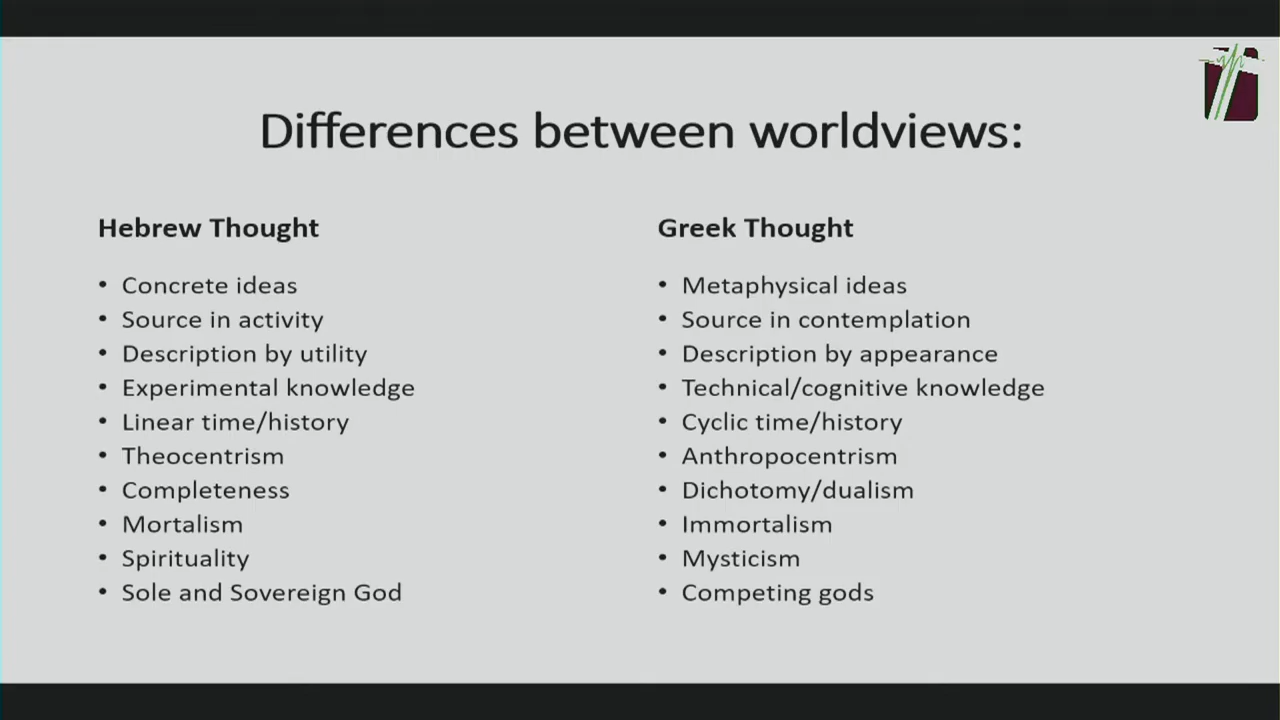 Differences between worldviews:
Hebrew Thought
• Concrete ideas
• Source in activity
• Description by utility
• Experimental knowledge
• Linear time/history
• Theocentrism
• Completeness
• Mortalism
• Spirituality
• Sole and Sovereign God
Greek Thought
• Metaphysical ideas
• Source in contemplation
• Description by appearance
• Technical/cognitive knowledge
• Cyclic time/history
• Anthropocentrism
• Dichotomy/dualism
• Immortalism
• Mysticism
• Competing gods